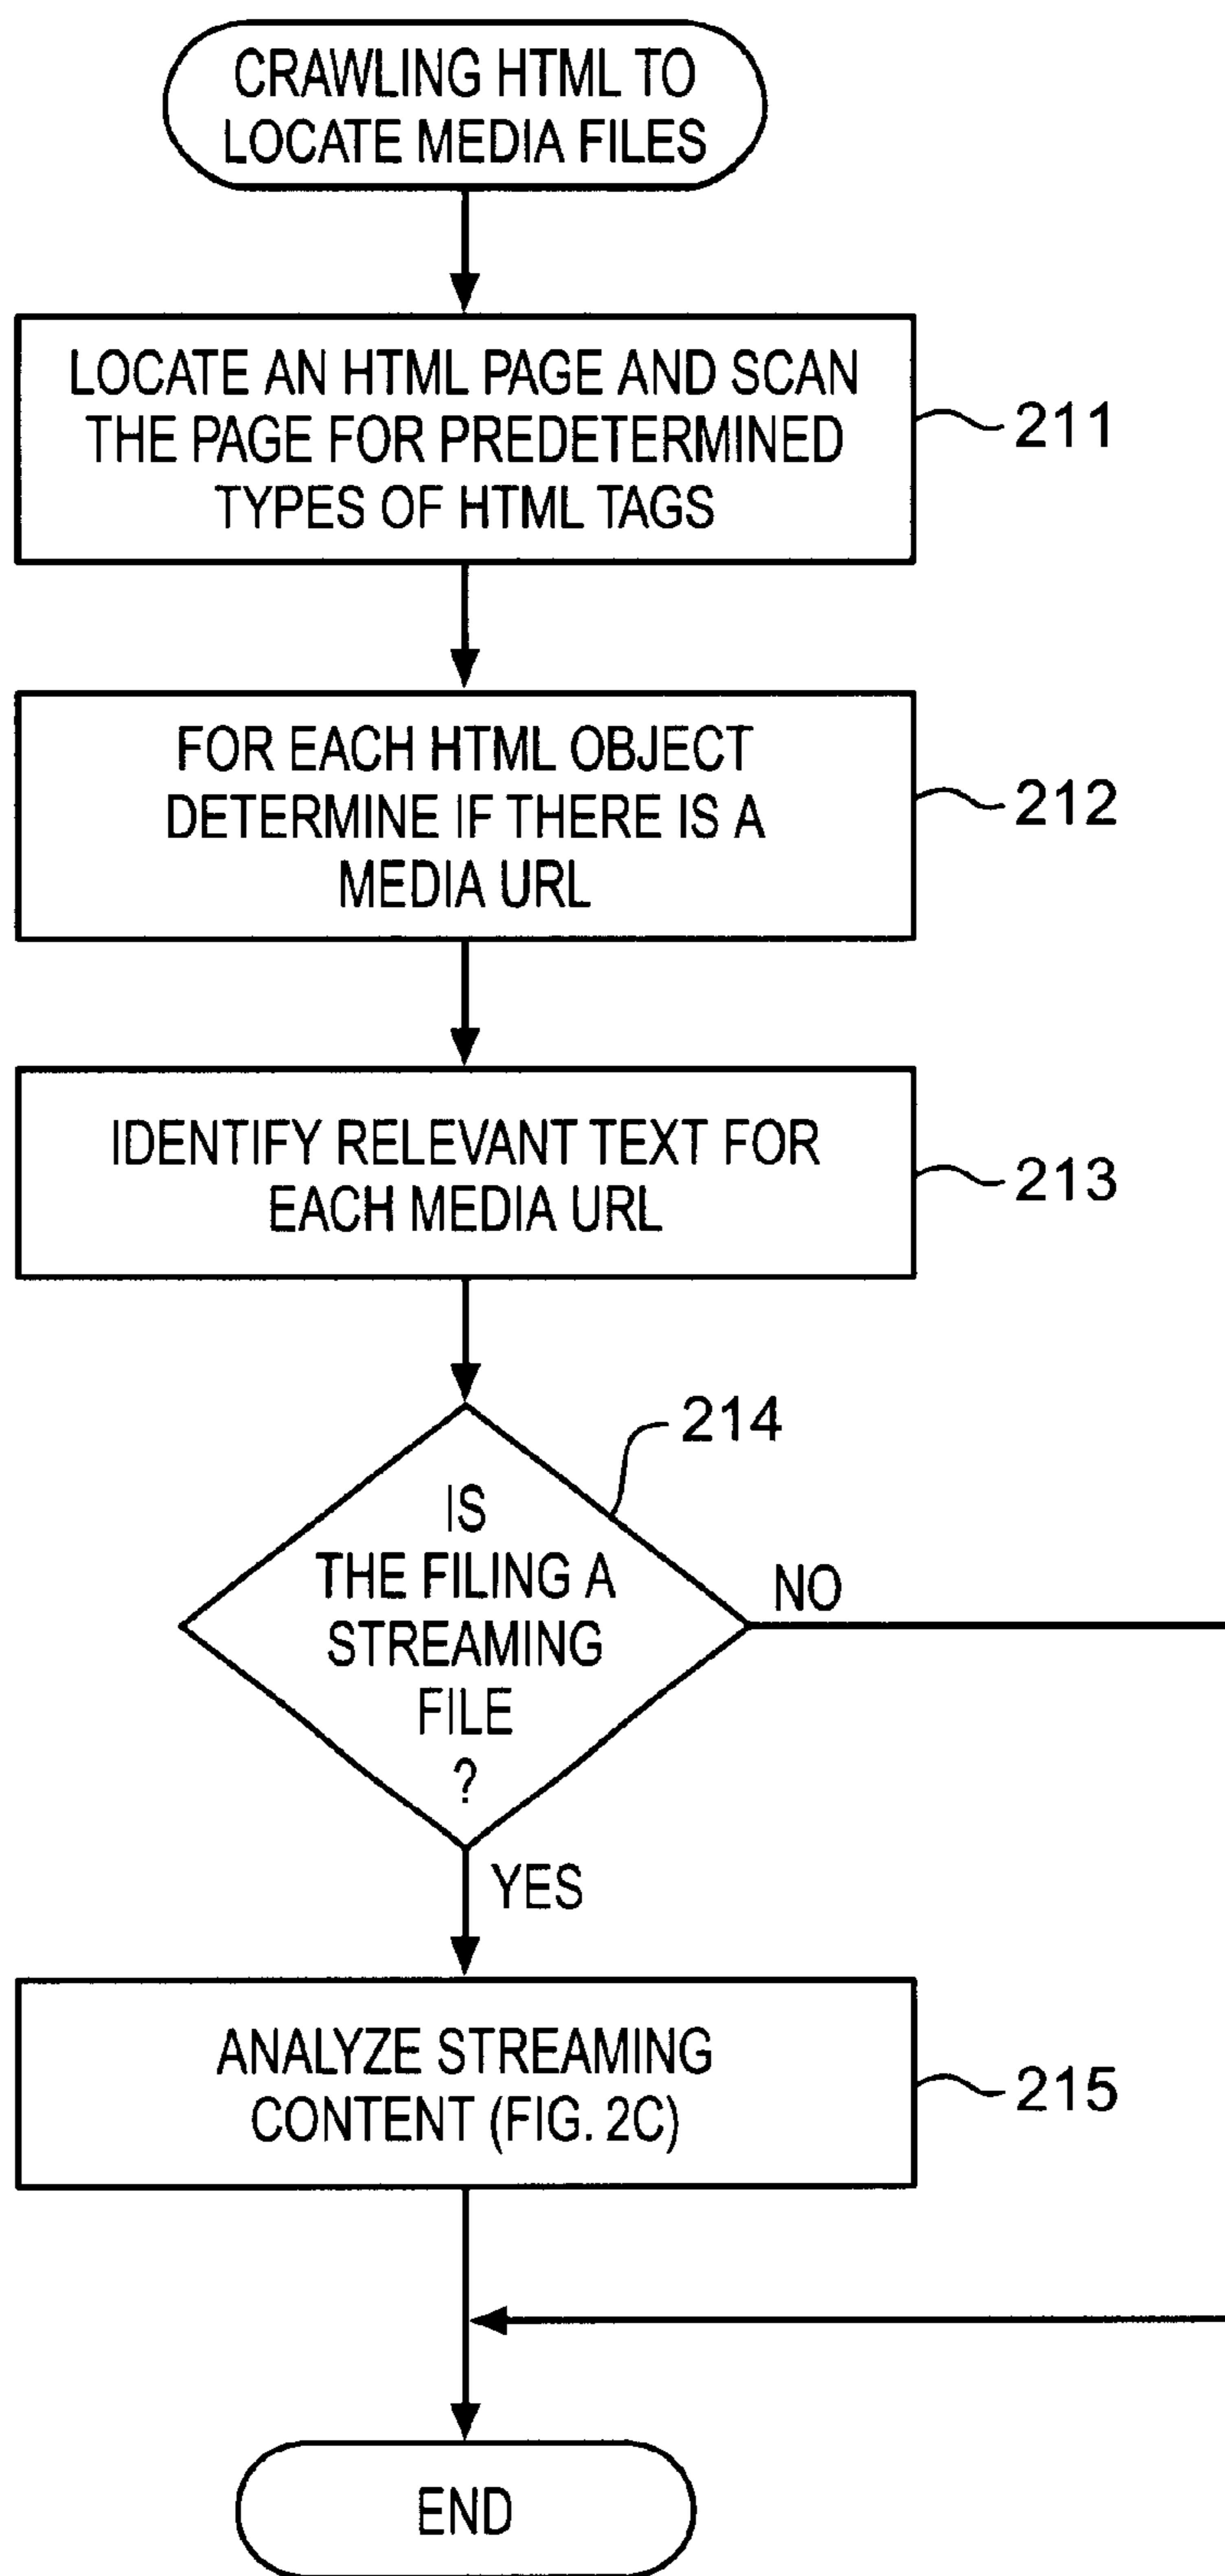 CRAWLING HTML TO
LOCATE MEDIA FILES
LOCATE AN HTML PAGE AND SCAN
THE PAGE FOR PREDETERMINED
TYPES OF HTML TAGS
211
FOR EACH HTML OBJECT
DETERMINE IF THERE IS A
MEDIA URL
212
IDENTIFY RELEVANT TEXT FOR
EACH MEDIA URL
213
214
IS
THE FILING A
STREAMING
FILE
?
NO
YES
ANALYZE STREAMING
CONTENT (FIG. 2C)
215
END